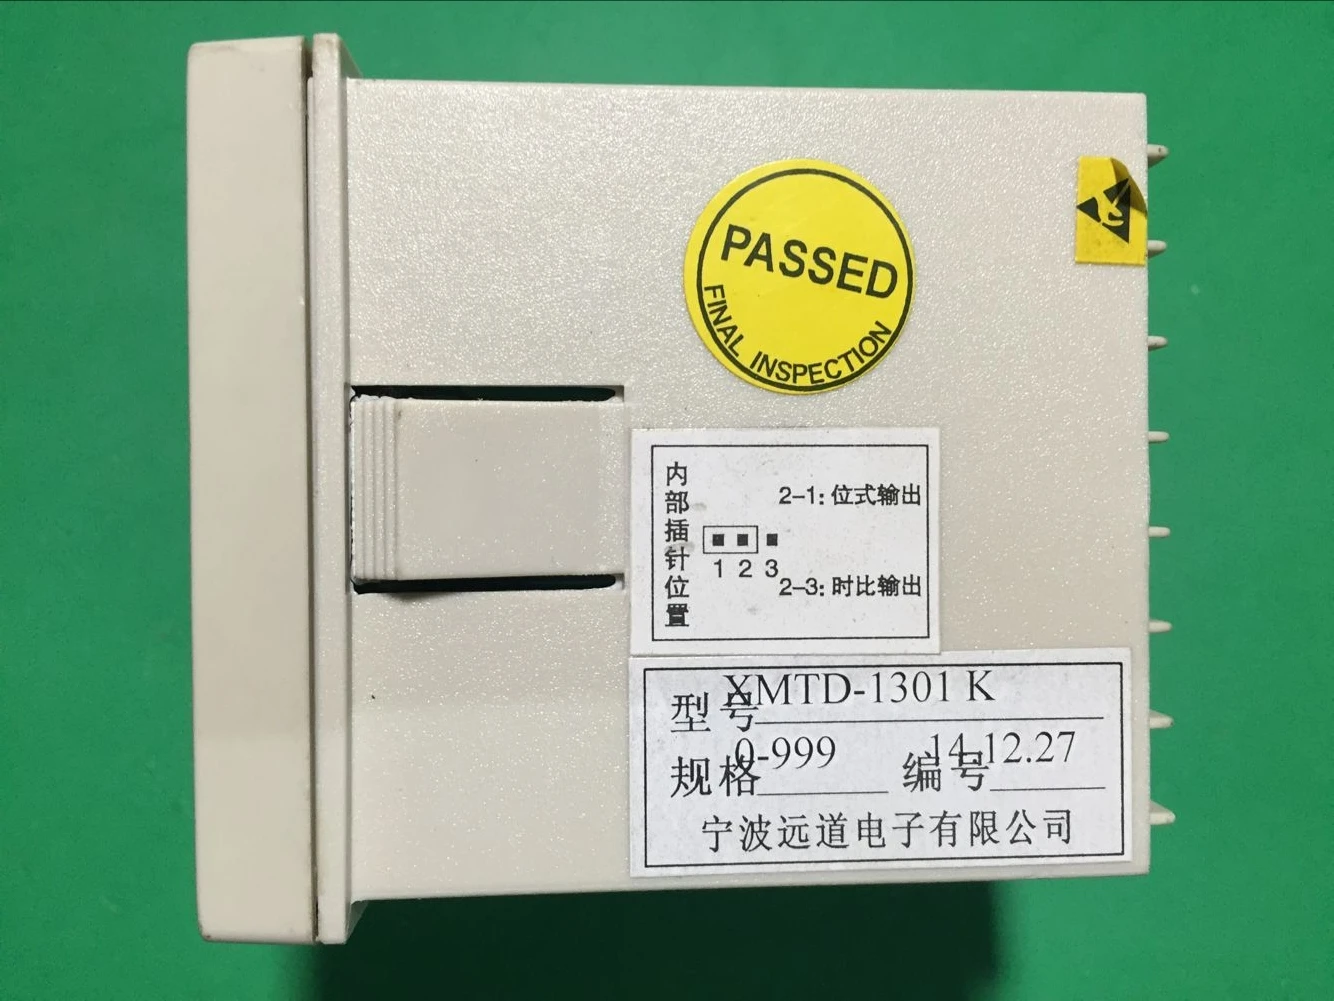 PASSED
FINAL INSPECTION
内部插针位置
2-1: 位式输出
1 2 3
2-3: 时比输出
型号 XMTD-1301 K
规格 0-999 编号 14.12.27
宁波远道电子有限公司